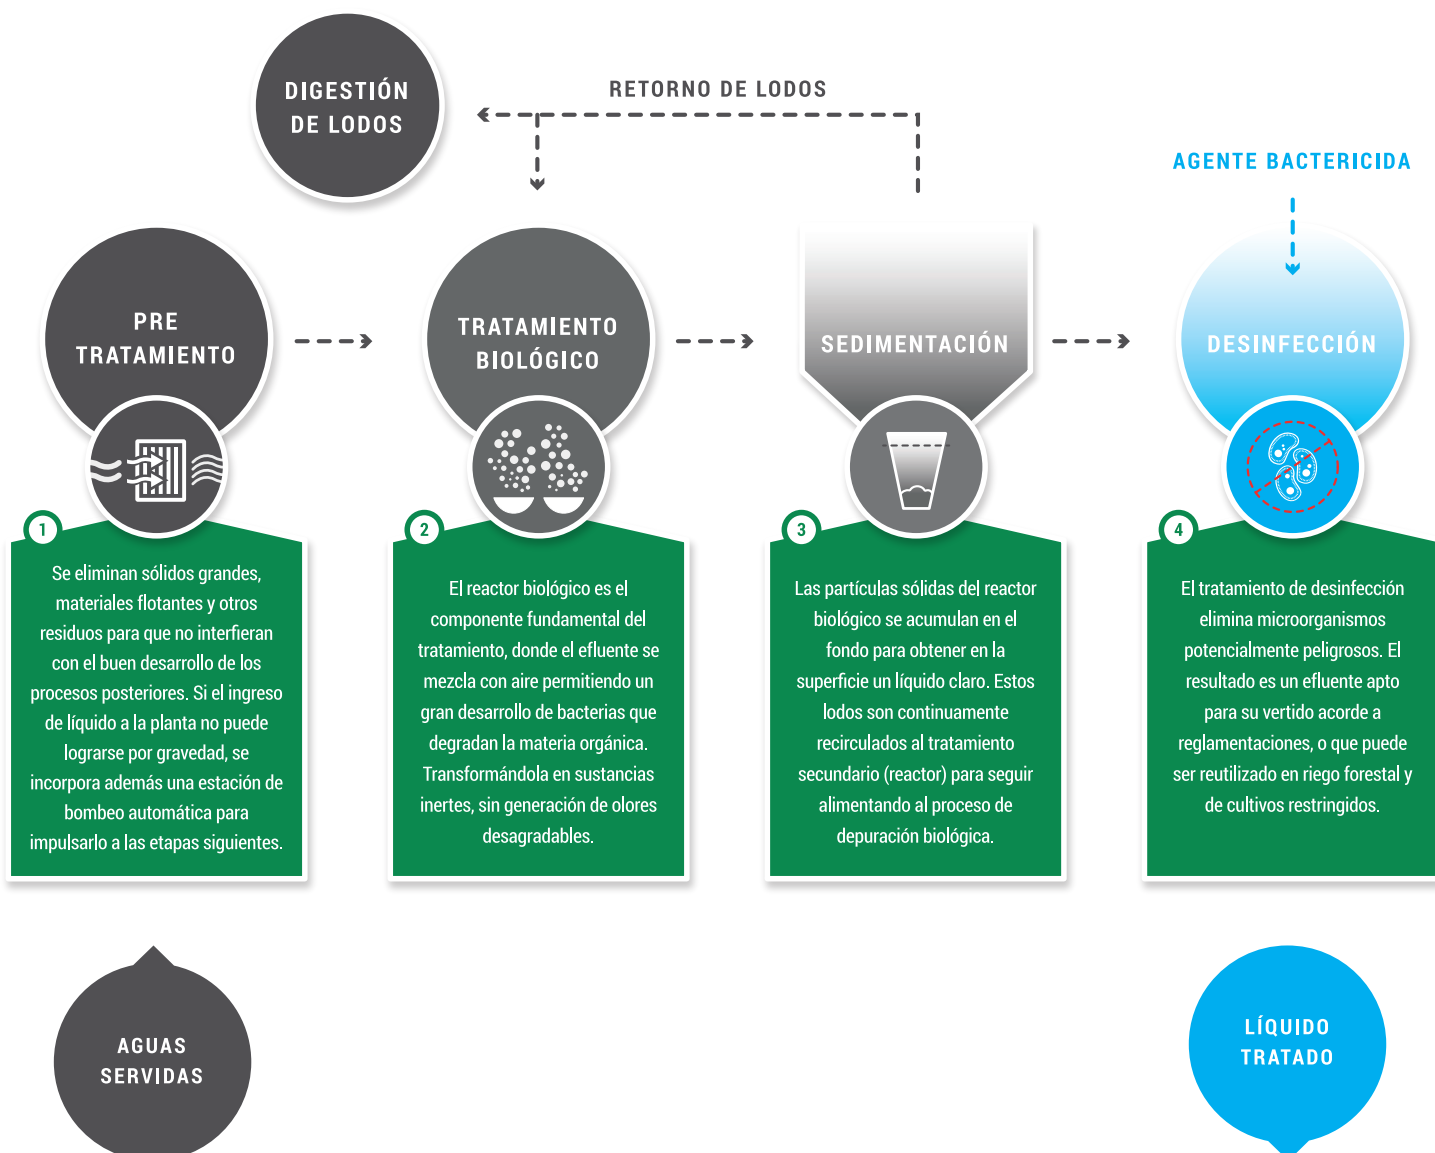 DIGESTIÓN
DE LODOS
RETORNO DE LODOS
AGENTE BACTERICIDA
PRE
TRATAMIENTO
TRATAMIENTO
BIOLÓGICO
SEDIMENTACIÓN
DESINFECCIÓN
1
Se eliminan sólidos grandes,
materiales flotantes y otros
residuos para que no interfieran
con el buen desarrollo de los
procesos posteriores. Si el ingreso
de líquido a la planta no puede
lograrse por gravedad, se
incorpora además una estación de
bombeo automática para
impulsarlo a las etapas siguientes.
2
El reactor biológico es el
componente fundamental del
tratamiento, donde el efluente se
mezcla con aire permitiendo un
gran desarrollo de bacterias que
degradan la materia orgánica.
Transformándola en sustancias
inertes, sin generación de olores
desagradables.
3
Las partículas sólidas del reactor
biológico se acumulan en el
fondo para obtener en la
superficie un líquido claro. Estos
lodos son continuamente
recirculados al tratamiento
secundario (reactor) para seguir
alimentando al proceso de
depuración biológica.
4
El tratamiento de desinfección
elimina microorganismos
potencialmente peligrosos. El
resultado es un efluente apto
para su vertido acorde a
reglamentaciones, o que puede
ser reutilizado en riego forestal y
de cultivos restringidos.
AGUAS
SERVIDAS
LÍQUIDO
TRATADO